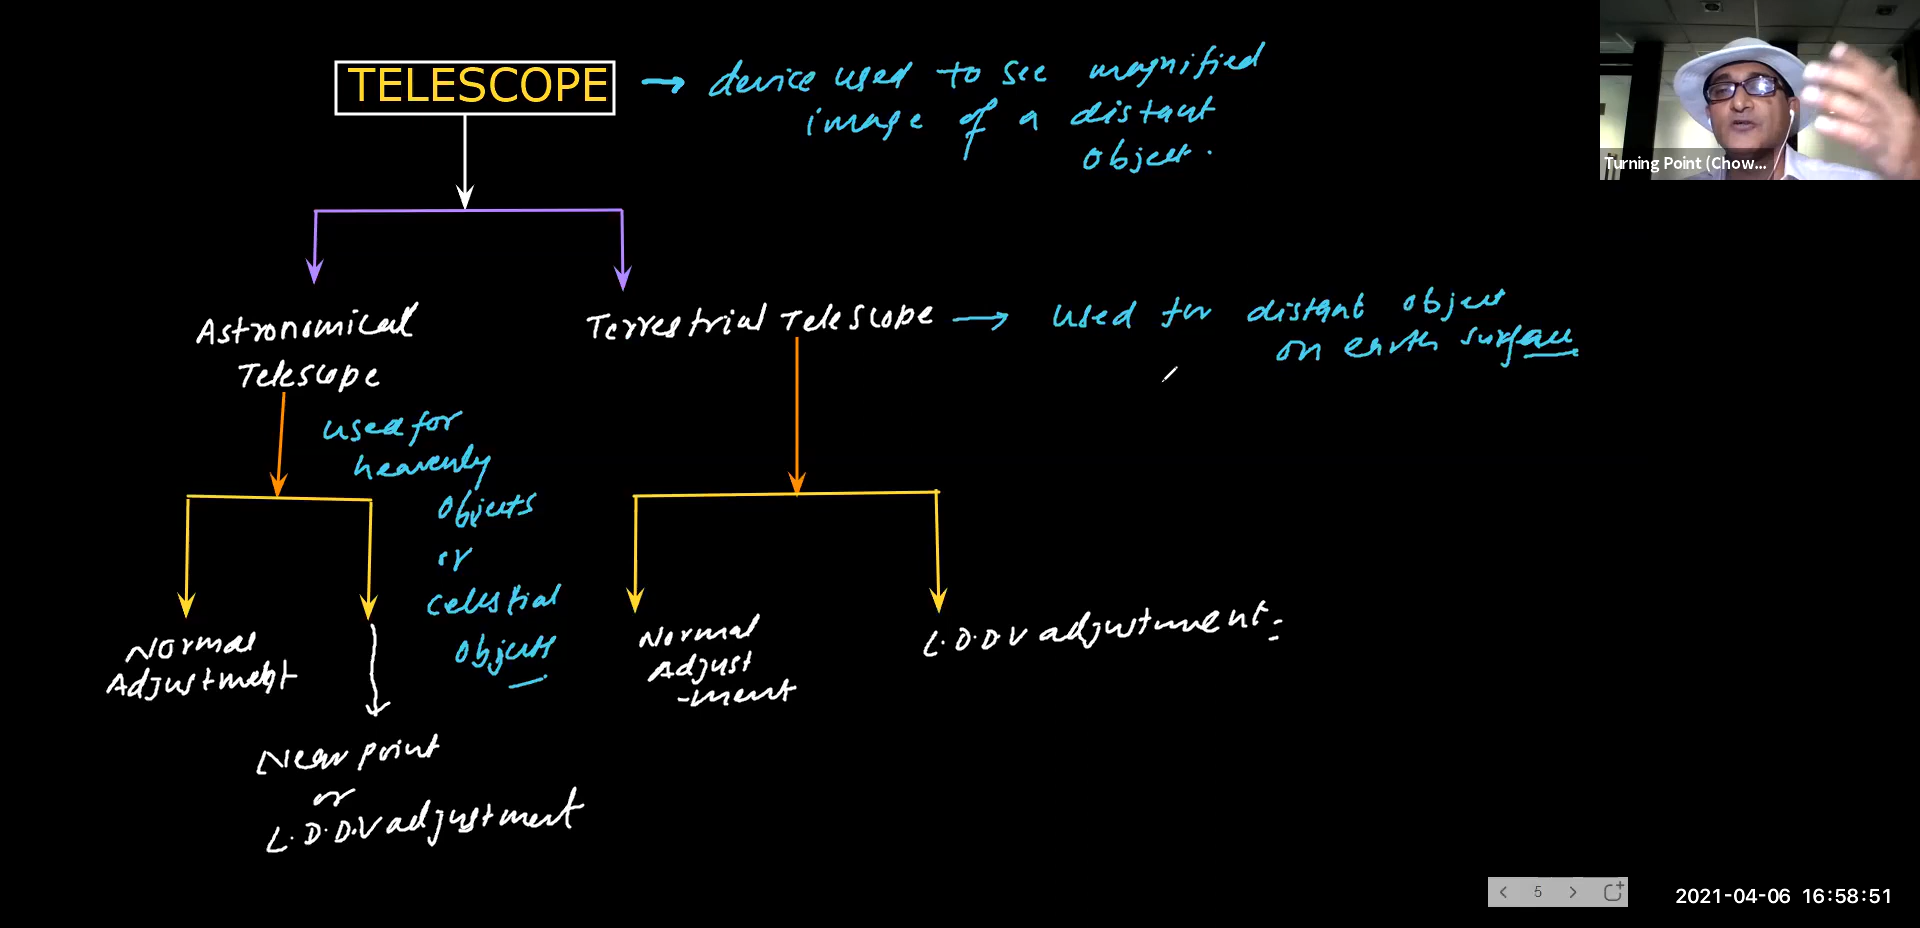 TELESCOPE → device used to see magnified
image of a distant
object.
Turning Point (Chow...
Astronomical
Telescope
Terrestrial Telescope → used for distant object
on earth surface
used for
heavenly
objects
or
celestial
objects
Normal
Adjustment
Near point
or
L.D.D.V adjustment
Normal
Adjust
-ment
L.D.D V adjustment
5
2021-04-06 16:58:51